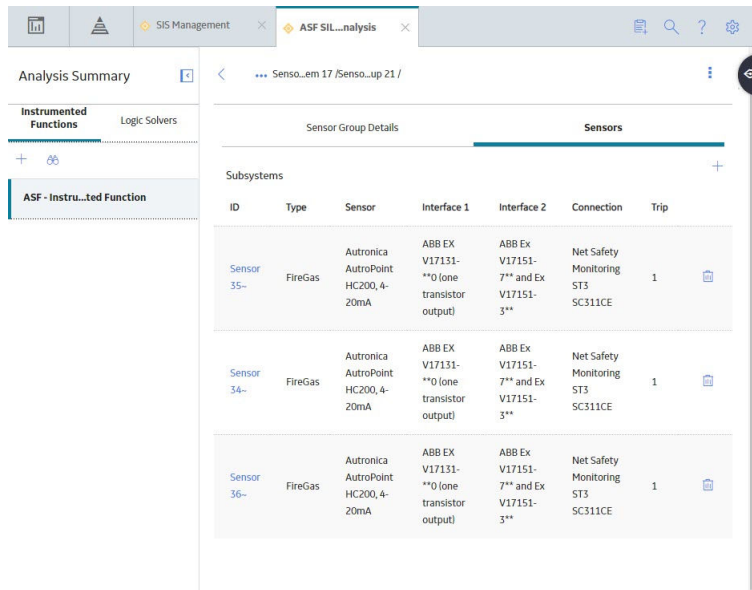 SIS Management
ASF SIL...nalysis
Analysis Summary
... Senso...em 17 /Senso...up 21 /
Instrumented
Functions
Logic Solvers
Sensor Group Details
Sensors
ASF - Instru...ted Function
Subsystems
ID Type Sensor Interface 1 Interface 2 Connection Trip
Sensor
35~
FireGas
Autronica
AutroPoint
HC200, 4-
20mA
ABB EX
V17131-
**0 (one
transistor
output)
ABB Ex
V17151-
7** and Ex
V17151-
3**
Net Safety
Monitoring
ST3
SC311CE
1
Sensor
34~
FireGas
Autronica
AutroPoint
HC200, 4-
20mA
ABB EX
V17131-
**0 (one
transistor
output)
ABB Ex
V17151-
7** and Ex
V17151-
3**
Net Safety
Monitoring
ST3
SC311CE
1
Sensor
36~
FireGas
Autronica
AutroPoint
HC200, 4-
20mA
ABB EX
V17131-
**0 (one
transistor
output)
ABB Ex
V17151-
7** and Ex
V17151-
3**
Net Safety
Monitoring
ST3
SC311CE
1